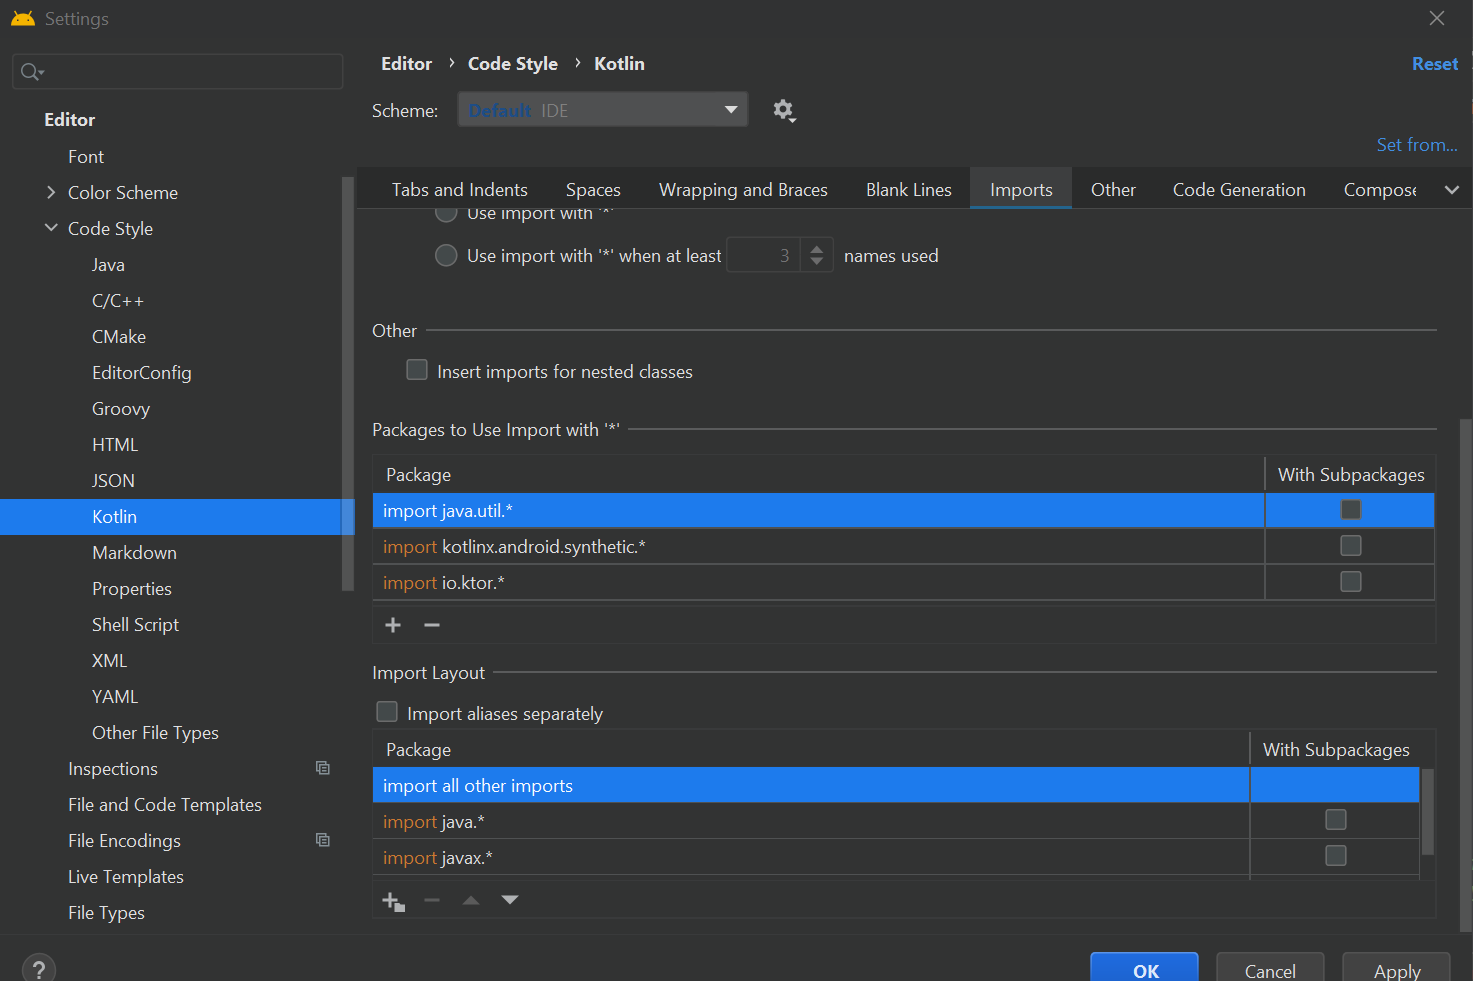 Settings
Editor
Font
Color Scheme
Code Style
Java
C/C++
CMake
EditorConfig
Groovy
HTML
JSON
Kotlin
Markdown
Properties
Shell Script
XML
YAML
Other File Types
Inspections
File and Code Templates
File Encodings
Live Templates
File Types
?
Editor › Code Style › Kotlin
Reset
Scheme: Default IDE
Set from...
Tabs and Indents Spaces Wrapping and Braces Blank Lines Imports Other Code Generation Compose
Use import with '*'
Use import with '*' when at least 3 names used
Other
Insert imports for nested classes
Packages to Use Import with '*'
Package With Subpackages
import java.util.*
import kotlinx.android.synthetic.*
import io.ktor.*
Import Layout
Import aliases separately
Package With Subpackages
import all other imports
import java.*
import javax.*
OK Cancel Apply